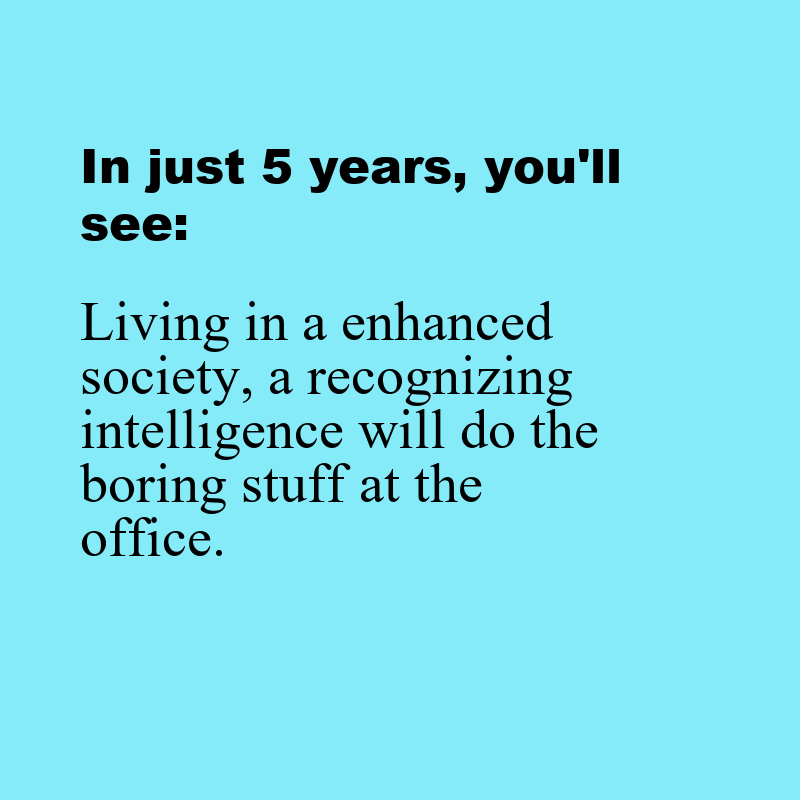 In just 5 years, you'll
see:
Living in a enhanced
society, a recognizing
intelligence will do the
boring stuff at the
office.